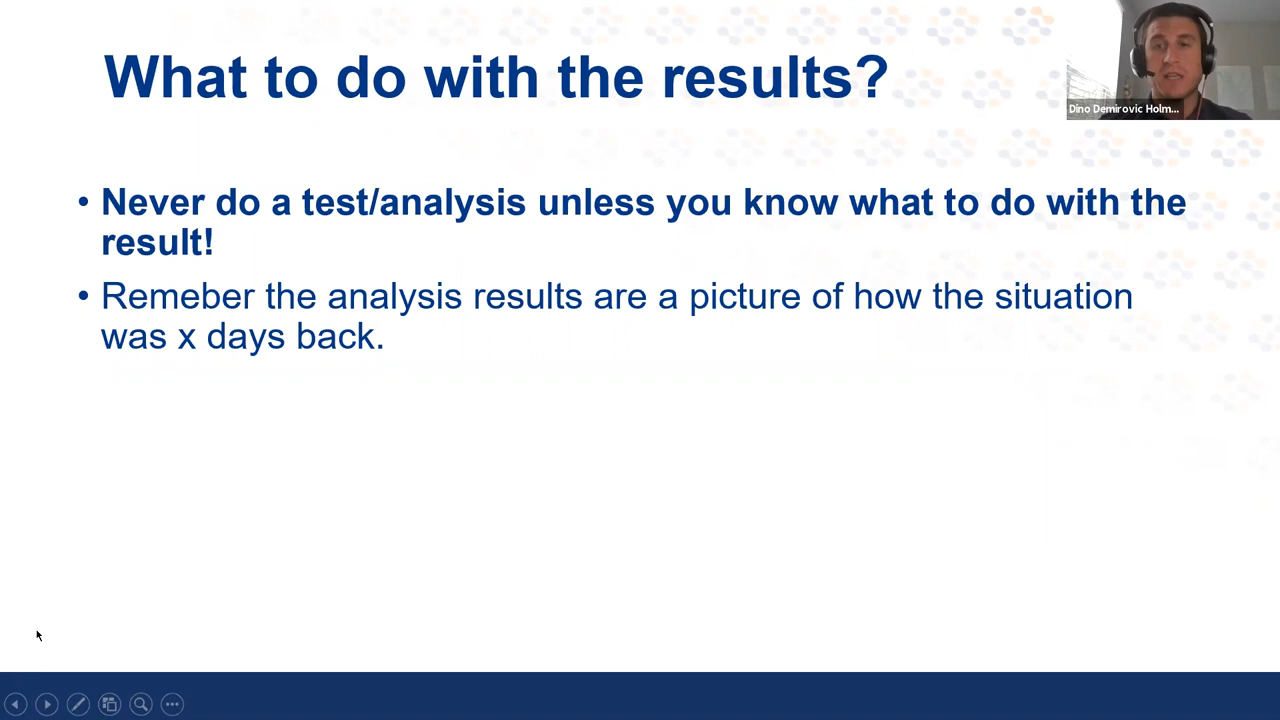 What to do with the results?
Dino Demirovic Holm...
• Never do a test/analysis unless you know what to do with the
result!
• Remeber the analysis results are a picture of how the situation
was x days back.